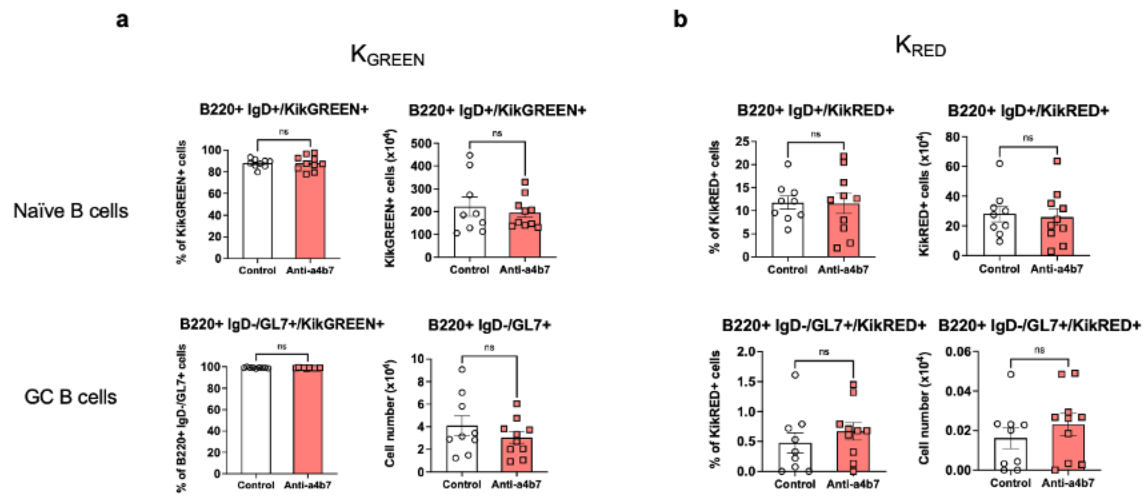 a
b
K_GREEN
K_RED
Naïve B cells
B220+ IgD+/KikGREEN+
% of KikGREEN+ cells
100
80
60
40
20
0
ns
Control
Anti-a4b7
B220+ IgD+/KikGREEN+
KikGREEN+ cells (x10⁴)
500
400
300
200
100
0
ns
Control
Anti-a4b7
B220+ IgD+/KikRED+
% of KikRED+ cells
25
20
15
10
5
0
ns
Control
Anti-a4b7
B220+ IgD+/KikRED+
KikRED+ cells (x10⁴)
80
60
40
20
0
ns
Control
Anti-a4b7
GC B cells
B220+ IgD-/GL7+/KikGREEN+
% of B220+ IgD-/GL7+ cells
100
80
60
40
20
0
ns
Control
Anti-a4b7
B220+ IgD-/GL7+
Cell number (x10⁴)
10
8
6
4
2
0
ns
Control
Anti-a4b7
B220+ IgD-/GL7+/KikRED+
% of KikRED+ cells
2.0
1.5
1.0
0.5
0.0
ns
Control
Anti-a4b7
B220+ IgD-/GL7+/KikRED+
Cell number (x10⁴)
0.06
0.04
0.02
0.00
ns
Control
Anti-a4b7